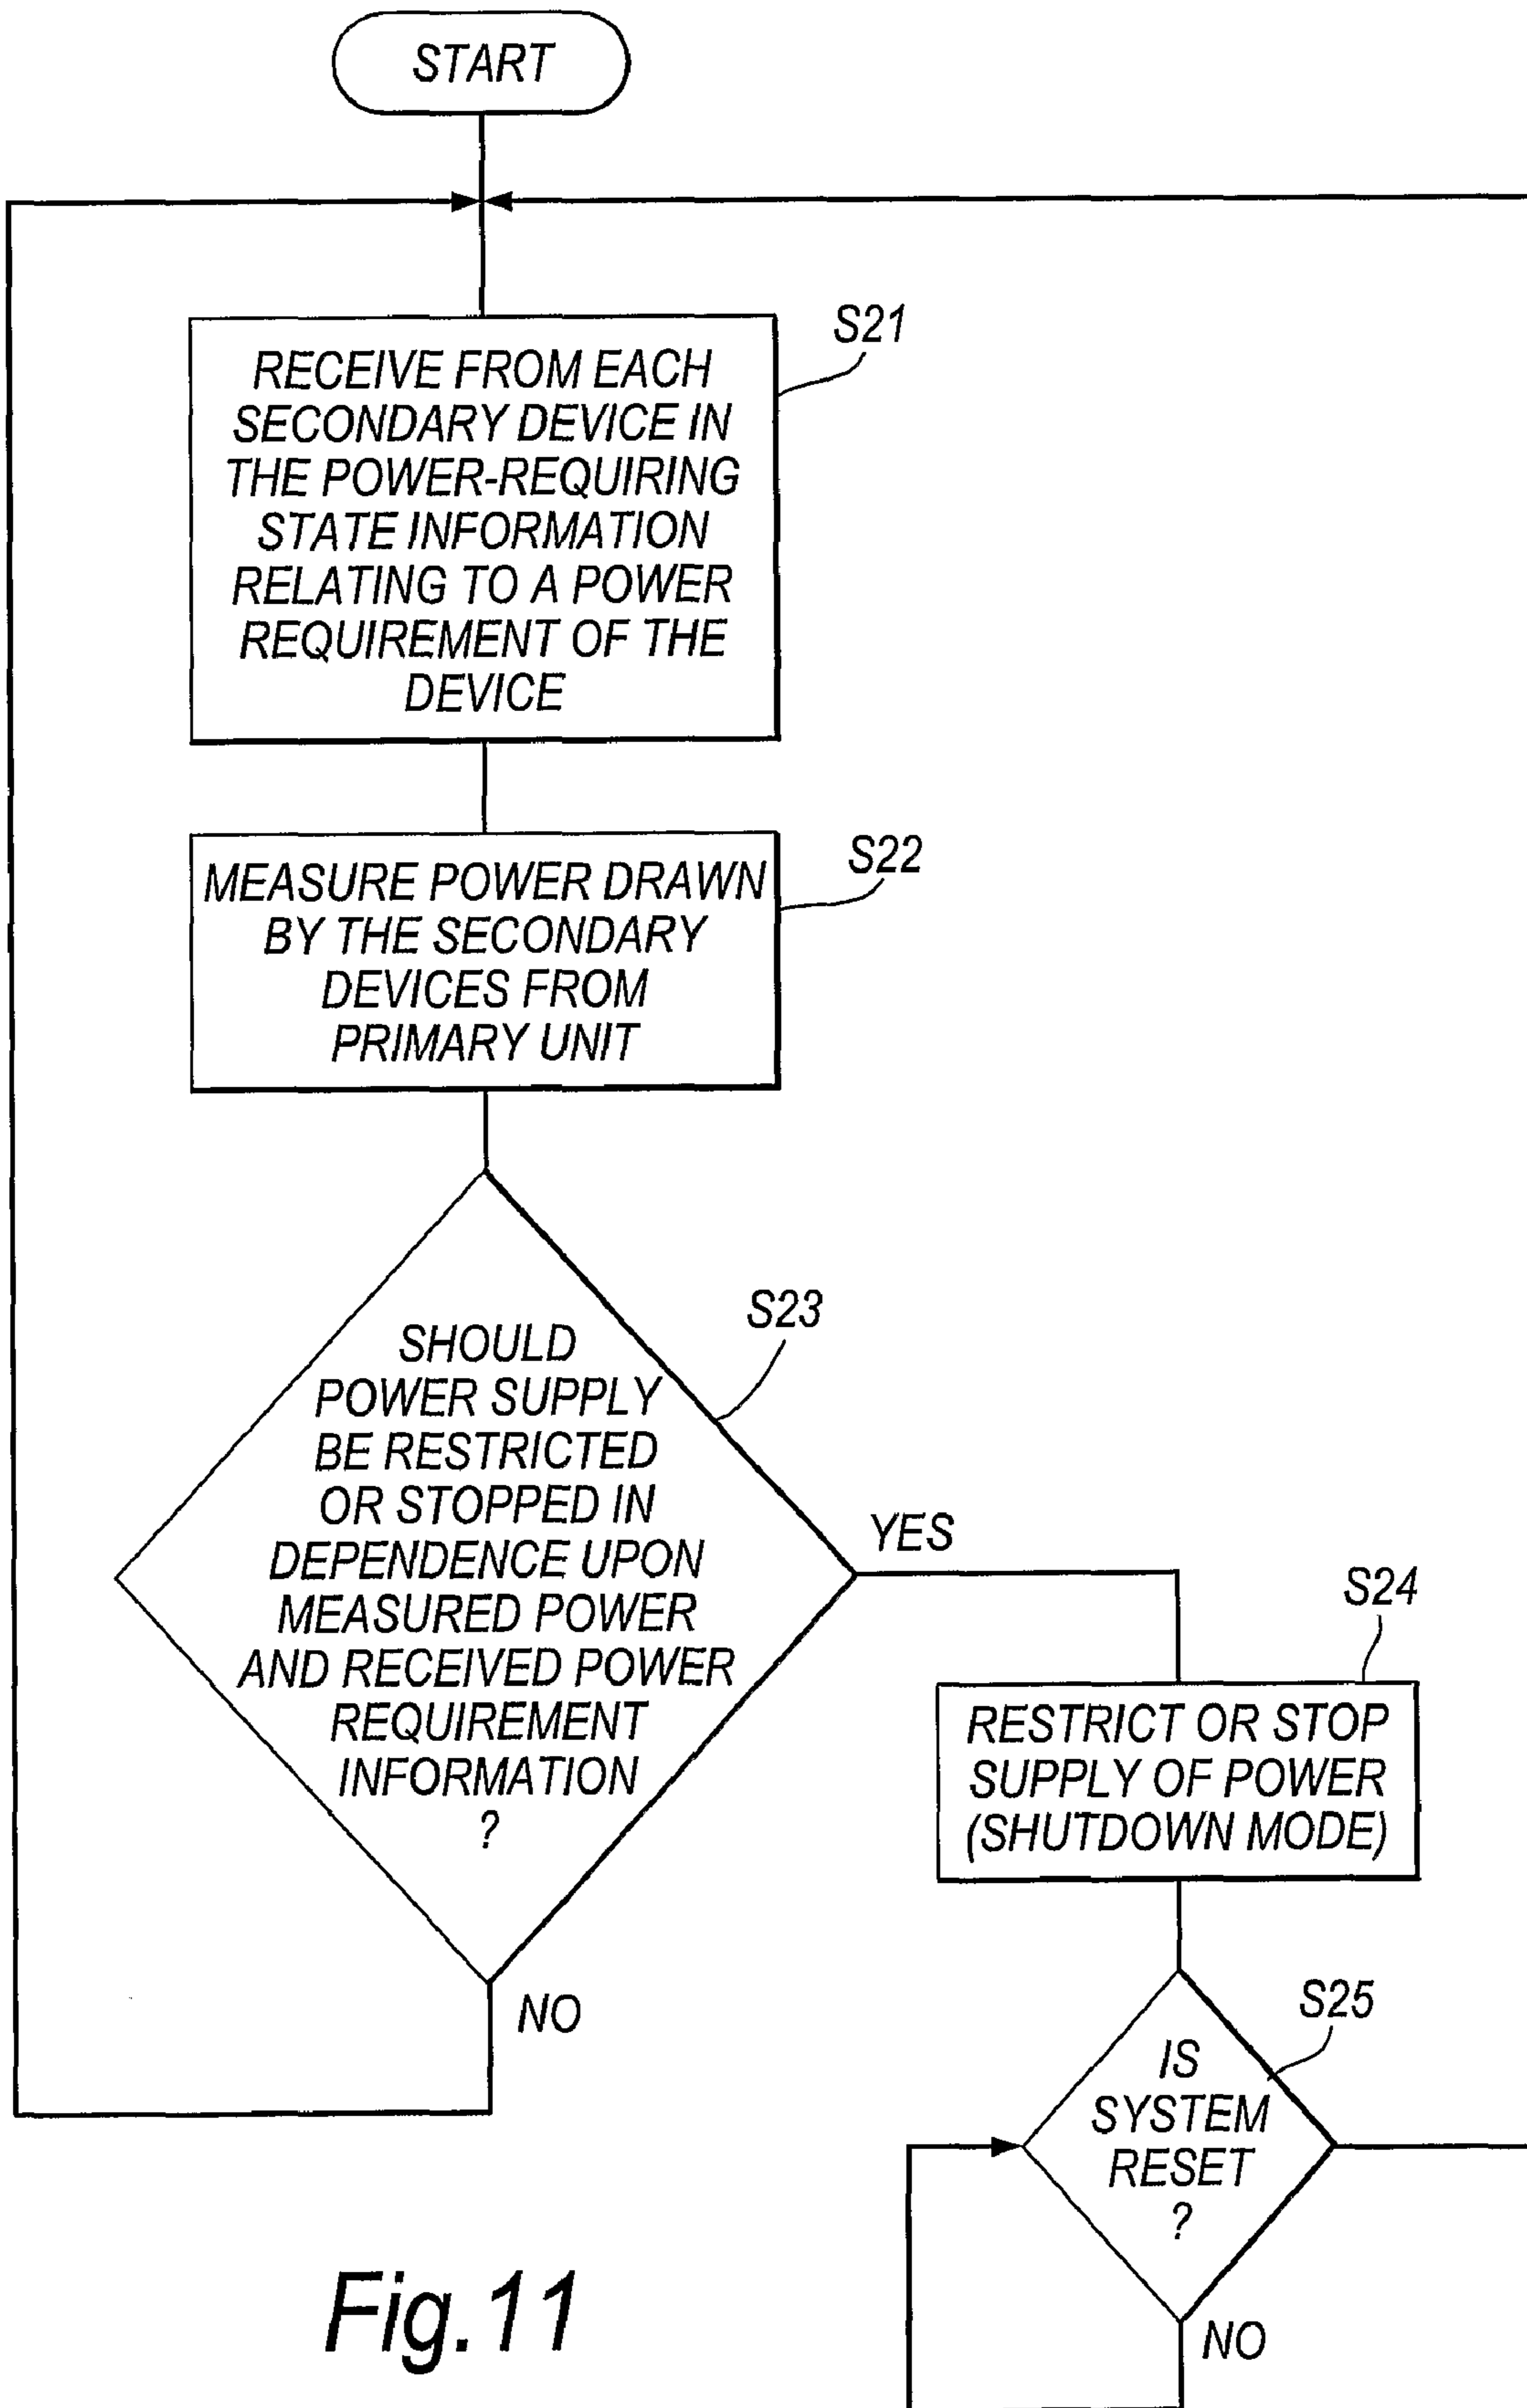 START
S21
RECEIVE FROM EACH
SECONDARY DEVICE IN
THE POWER-REQUIRING
STATE INFORMATION
RELATING TO A POWER
REQUIREMENT OF THE
DEVICE
S22
MEASURE POWER DRAWN
BY THE SECONDARY
DEVICES FROM
PRIMARY UNIT
S23
SHOULD
POWER SUPPLY
BE RESTRICTED
OR STOPPED IN
DEPENDENCE UPON
MEASURED POWER
AND RECEIVED POWER
REQUIREMENT
INFORMATION
?
YES
NO
S24
RESTRICT OR STOP
SUPPLY OF POWER
(SHUTDOWN MODE)
S25
IS
SYSTEM
RESET
?
NO
Fig.11